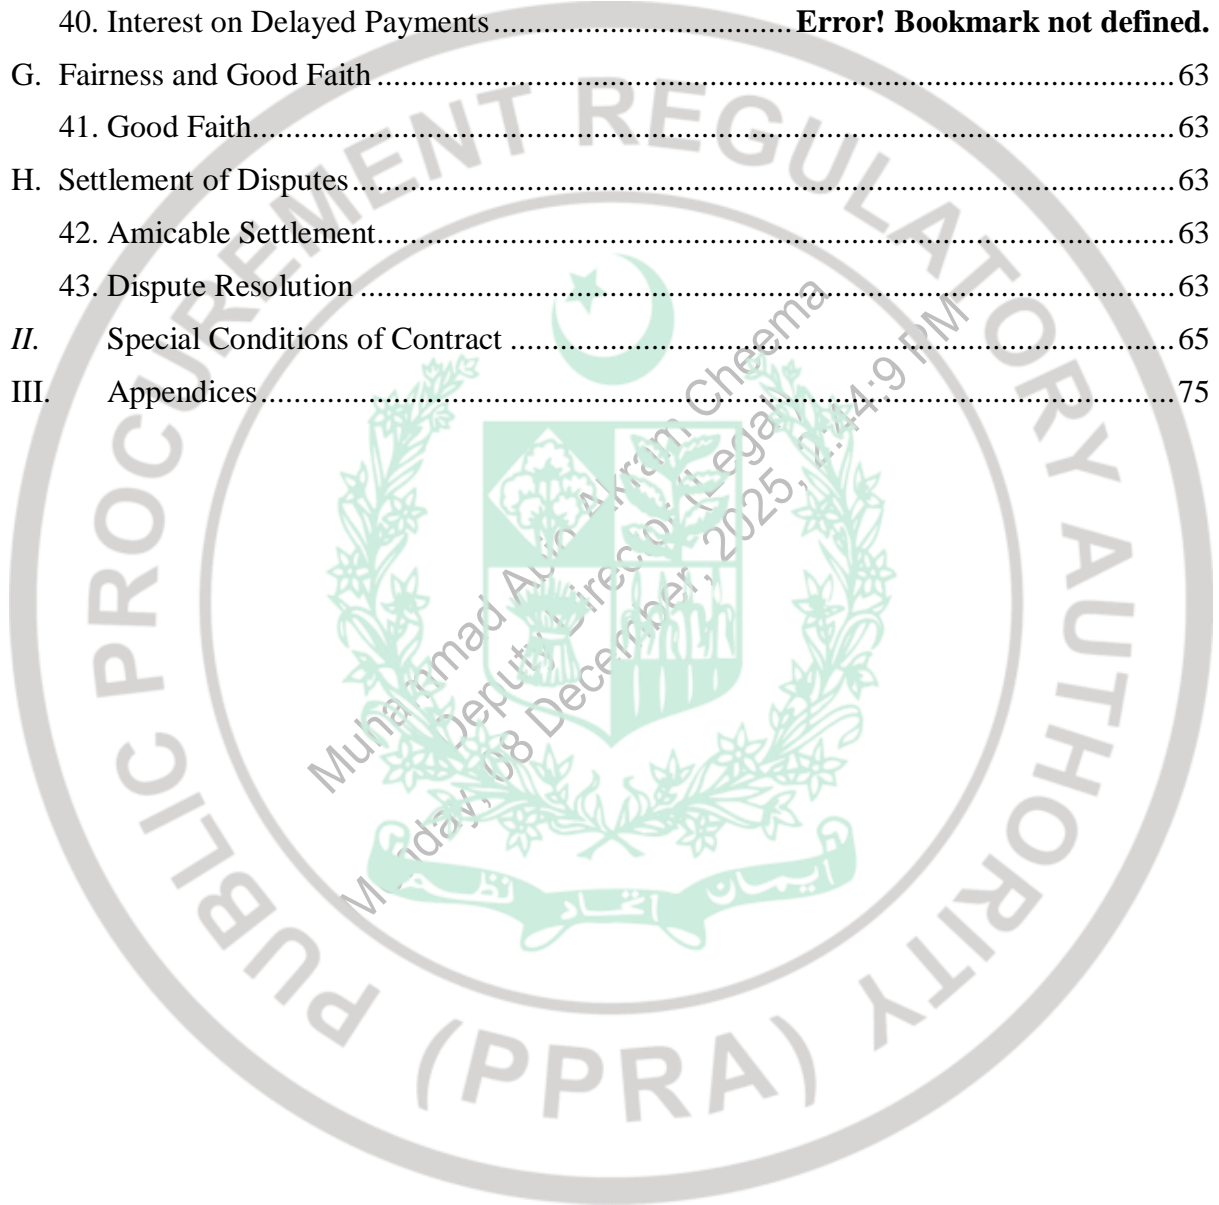 40. Interest on Delayed Payments................................Error! Bookmark not defined.
G. Fairness and Good Faith................................63
41. Good Faith................................63
H. Settlement of Disputes................................63
42. Amicable Settlement................................63
43. Dispute Resolution................................63
II. Special Conditions of Contract................................65
III. Appendices................................75
PUBLIC PROCUREMENT REGULATORY AUTHORITY
(PPRA)
Muhammad Akram Cheema
Deputy Director (Legal)
Monday, 08 December, 2025, 2:44:9 PM
ایمان اتحاد نظم